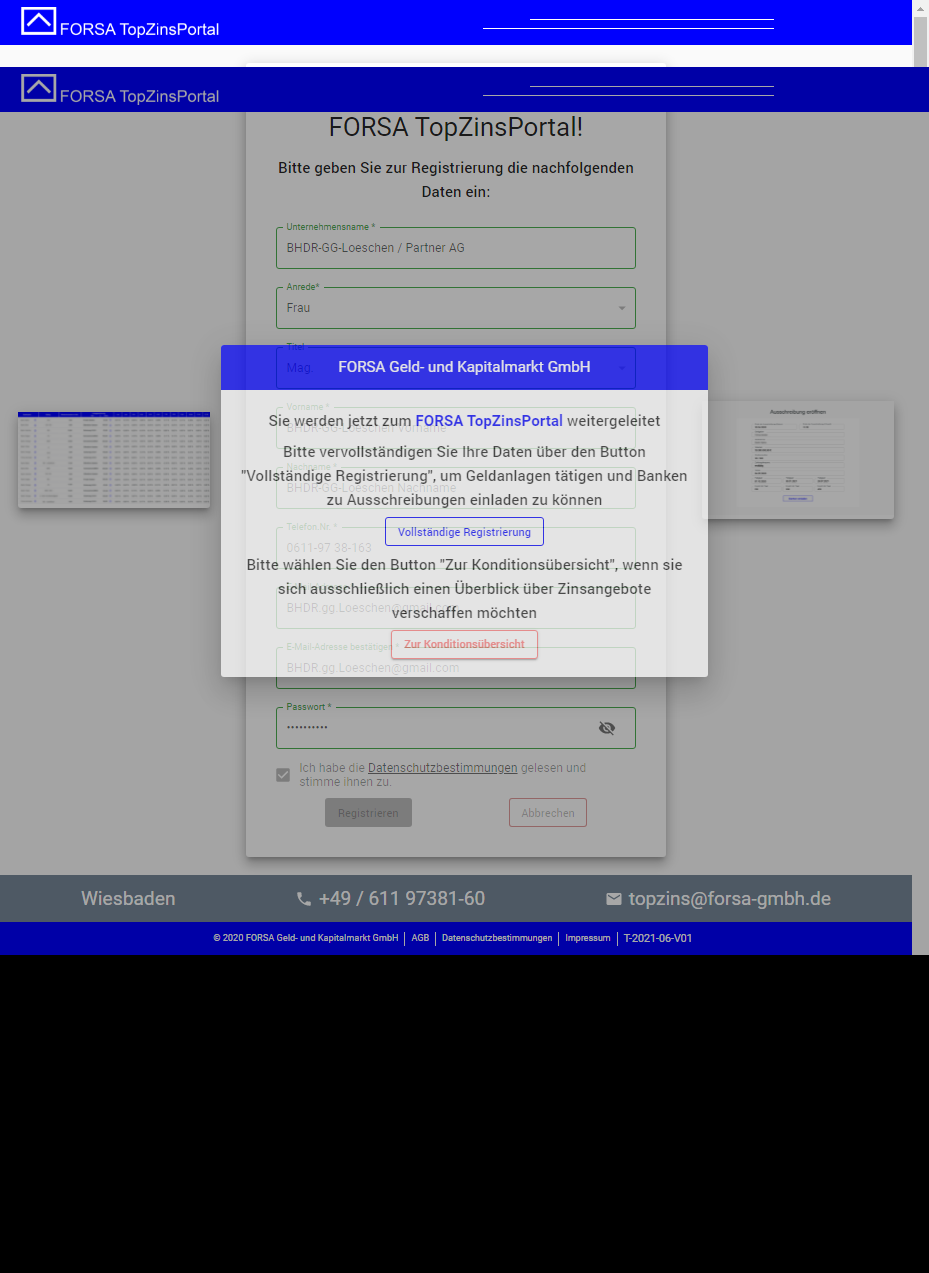 FORSA TopZinsPortal
FORSA TopZinsPortal
FORSA TopZinsPortal!
Bitte geben Sie zur Registrierung die nachfolgenden
Daten ein:
Unternehmensname *
BHDR-GG-Loeschen / Partner AG
Anrede*
Frau
Titel
Mag.
FORSA Geld- und Kapitalmarkt GmbH
Vorname *
Sie werden jetzt zum FORSA TopZinsPortal weitergeleitet
BHDR-GG-Loeschen Vorname
Bitte vervollständigen Sie Ihre Daten über den Button
Nachname *
"Vollständige Registrierung", um Geldanlagen tätigen und Banken
BHDR-GG-Loeschen Nachname
zu Ausschreibungen einladen zu können
Telefon Nr. *
Vollständige Registrierung
0611-97 38-163
Bitte wählen Sie den Button "Zur Konditionsübersicht", wenn sie
sich ausschließlich einen Überblick über Zinsangebote
BHDR.gg.Loeschen@gmail.com
verschaffen möchten
E-Mail-Adresse bestätigen *
Zur Konditionsübersicht
BHDR.gg.Loeschen@gmail.com
Passwort *
••••••••••
Ich habe die Datenschutzbestimmungen gelesen und
stimme ihnen zu.
Registrieren
Abbrechen
Ausschreibung eröffnen
Wiesbaden
+49 / 611 97381-60
topzins@forsa-gmbh.de
© 2020 FORSA Geld- und Kapitalmarkt GmbH | AGB | Datenschutzbestimmungen | Impressum | T-2021-06-V01